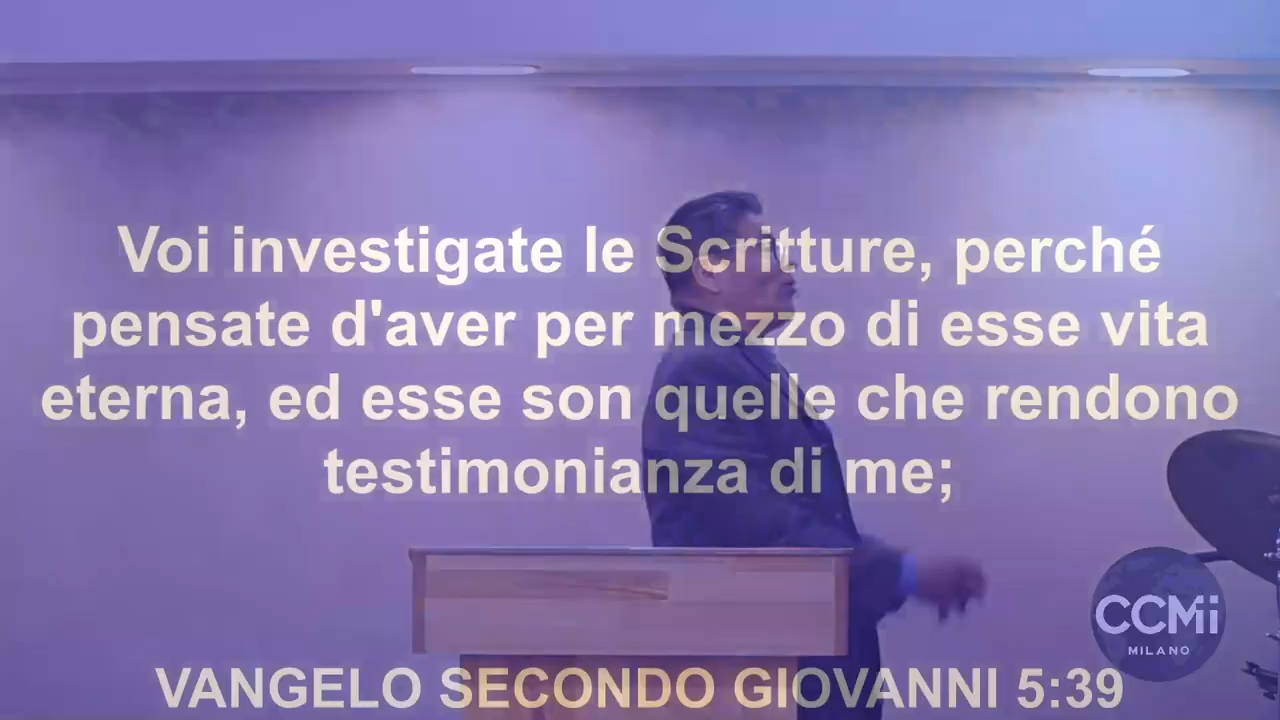 Voi investigate le Scritture, perché
pensate d'aver per mezzo di esse vita
eterna, ed esse son quelle che rendono
testimonianza di me;
CCMi
MILANO
VANGELO SECONDO GIOVANNI 5:39